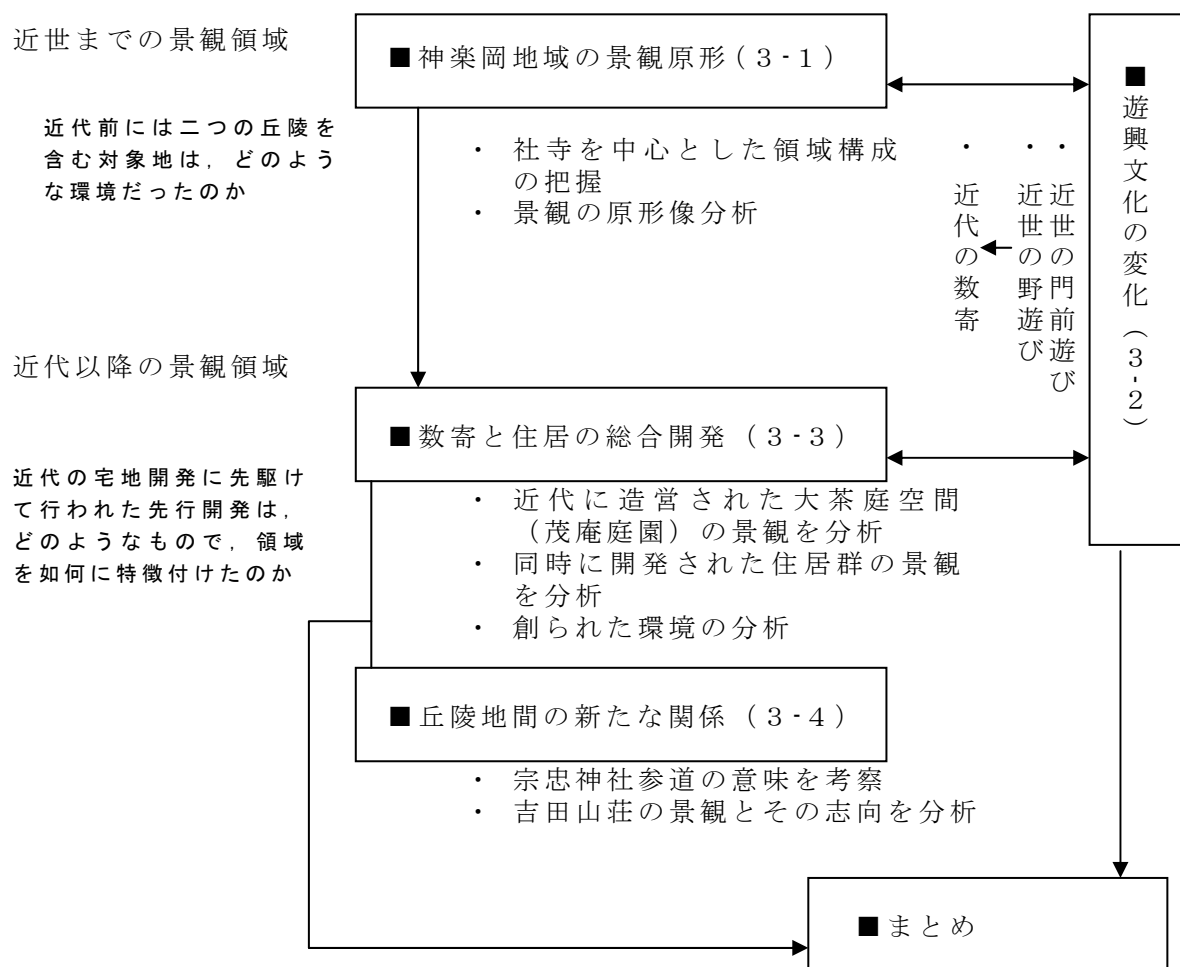 近世までの景観領域
■神楽岡地域の景観原形(3-1)
近代前には二つの丘陵を
含む対象地は，どのよう
な環境だったのか
・ 社寺を中心とした領域構成
の把握
・ 景観の原形像分析
■遊興文化の変化(3-2)
・近世の門前遊び
・近世の野遊び
・近代の数寄
近代以降の景観領域
■数寄と住居の総合開発(3-3)
近代の宅地開発に先駆け
て行われた先行開発は，
どのようなもので，領域
を如何に特徴付けたのか
・ 近代に造営された大茶庭空間
（茂庵庭園）の景観を分析
・ 同時に開発された住居群の景観
を分析
・ 創られた環境の分析
■丘陵地間の新たな関係(3-4)
・ 宗忠神社参道の意味を考察
・ 吉田山荘の景観とその志向を分析
■まとめ